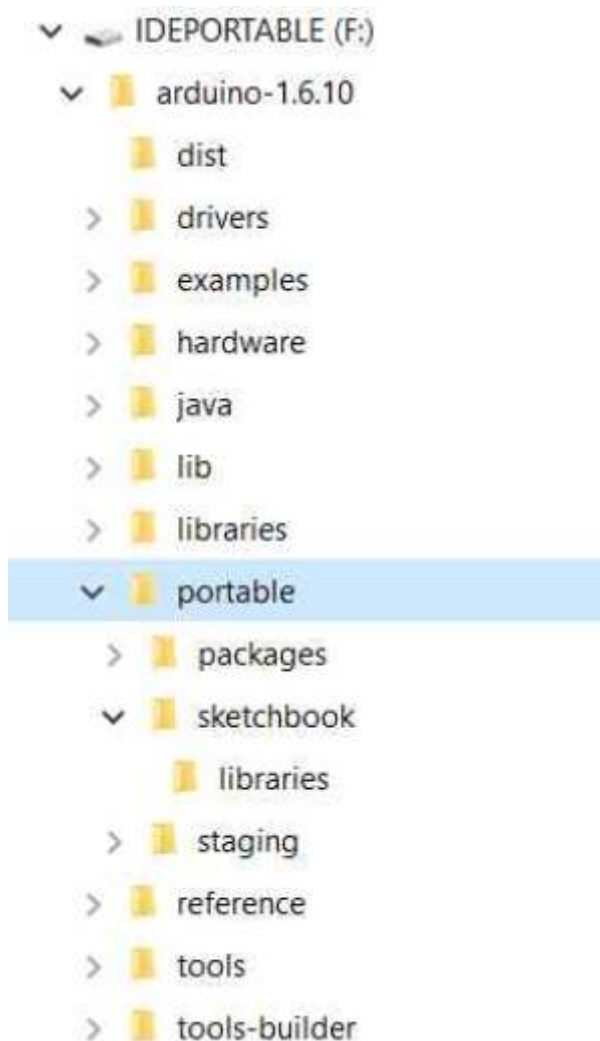 IDEPORTABLE (F:)
arduino-1.6.10
dist
drivers
examples
hardware
java
lib
libraries
portable
packages
sketchbook
libraries
staging
reference
tools
tools-builder